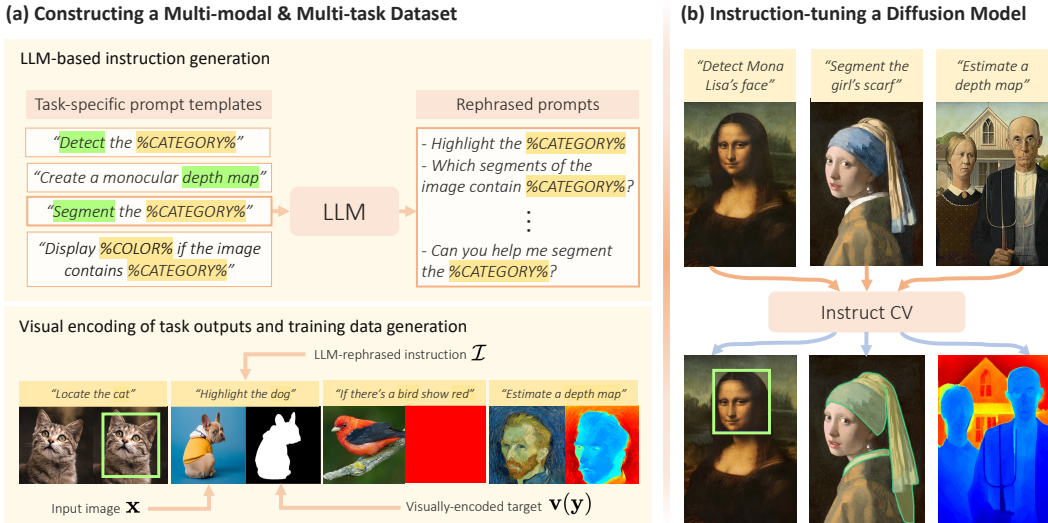 (a) Constructing a Multi-modal & Multi-task Dataset
LLM-based instruction generation
Task-specific prompt templates
“Detect the %CATEGORY%”
“Create a monocular depth map”
“Segment the %CATEGORY%”
“Display %COLOR% if the image
contains %CATEGORY%”
LLM
Rephrased prompts
- Highlight the %CATEGORY%
- Which segments of the
image contain %CATEGORY%?
⋮
- Can you help me segment
the %CATEGORY%?
Visual encoding of task outputs and training data generation
LLM-rephrased instruction I
“Locate the cat”
“Highlight the dog”
“If there’s a bird show red”
“Estimate a depth map”
Input image x
Visually-encoded target v(y)
(b) Instruction-tuning a Diffusion Model
“Detect Mona
Lisa’s face”
“Segment the
girl’s scarf”
“Estimate a
depth map”
Instruct CV